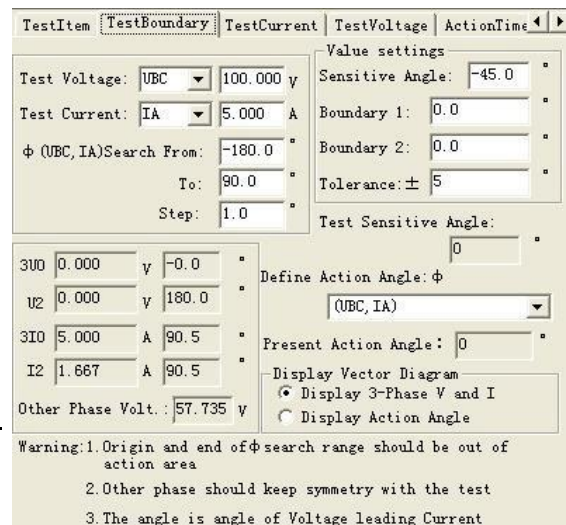 TestItem TestBoundary TestCurrent TestVoltage ActionTime
Test Voltage: UBC 100.000 V
Test Current: IA 5.000 A
φ (UBC, IA)Search From: -180.0 °
To: 90.0 °
Step: 1.0 °
Value settings
Sensitive Angle: -45.0 °
Boundary 1: 0.0 °
Boundary 2: 0.0 °
Tolerance:± 5 °
Test Sensitive Angle:
0 °
3U0 0.000 V -0.0 °
U2 0.000 V 180.0 °
3I0 5.000 A 90.5 °
I2 1.667 A 90.5 °
Other Phase Volt.: 57.735 V
Define Action Angle:φ
(UBC, IA)
Present Action Angle: 0 °
Display Vector Diagram
Display 3-Phase V and I
Display Action Angle
Warning:1.Origin and end ofφsearch range should be out of
action area
2.Other phase should keep symmetry with the test
3.The angle is angle of Voltage leading Current